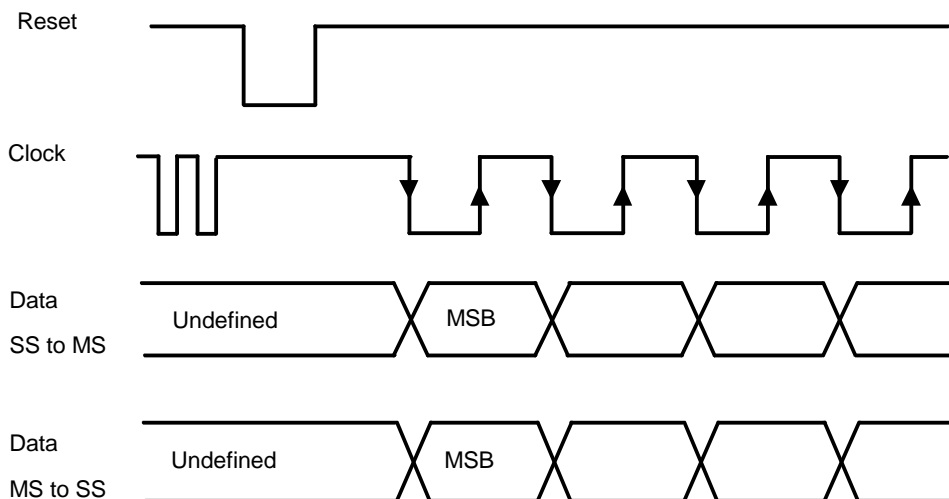 Reset
Clock
Data
SS to MS
Undefined
MSB
Data
MS to SS
Undefined
MSB